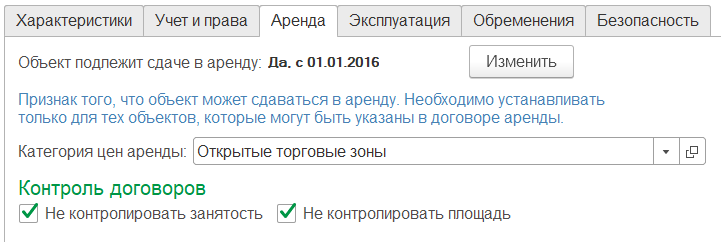 Характеристики Учет и права Аренда Эксплуатация Обременения Безопасность
Объект подлежит сдаче в аренду: Да, с 01.01.2016 Изменить
Признак того, что объект может сдаваться в аренду. Необходимо устанавливать
только для тех объектов, которые могут быть указаны в договоре аренды.
Категория цен аренды: Открытые торговые зоны
Контроль договоров
Не контролировать занятость Не контролировать площадь